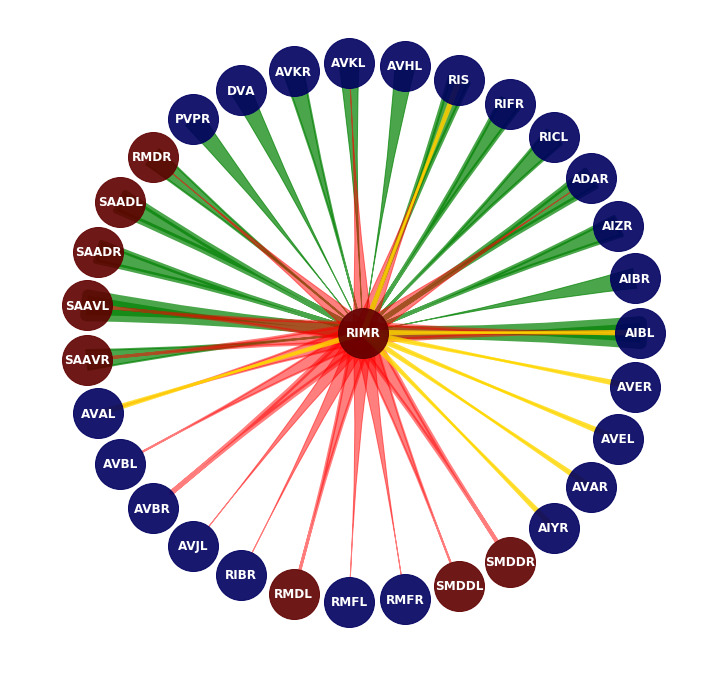 AVKL
AVHL
AVKR
RIS
DVA
RIFR
PVPR
RICL
RMDR
ADAR
SAADL
AIZR
SAADR
AIBR
SAAVL
RIMR
AIBL
SAAVR
AVER
AVAL
AVEL
AVBL
AVAR
AVBR
AIYR
AVJL
SMDDR
RIBR
SMDDL
RMDL
RMFL
RMFR